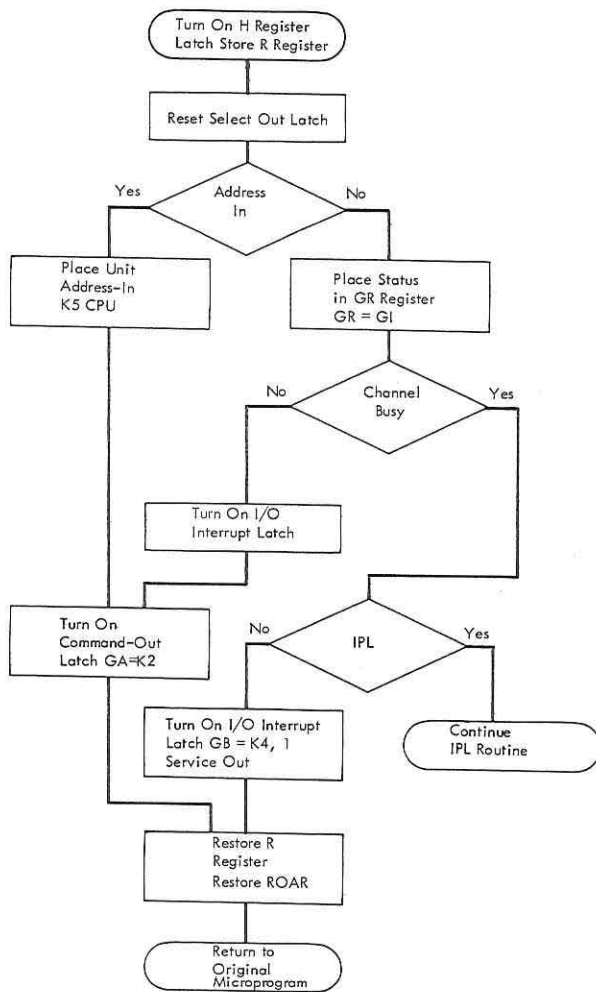 Turn On H Register
Latch Store R Register
Reset Select Out Latch
Yes
No
Address
In
Place Unit
Address-In
K5 CPU
Place Status
in GR Register
GR = GI
No
Yes
Channel
Busy
Turn On I/O
Interrupt Latch
Turn On
Command-Out
Latch GA=K2
No
Yes
IPL
Turn On I/O Interrupt
Latch GB = K4, 1
Service Out
Continue
IPL Routine
Restore R
Register
Restore ROAR
Return to
Original
Microprogram